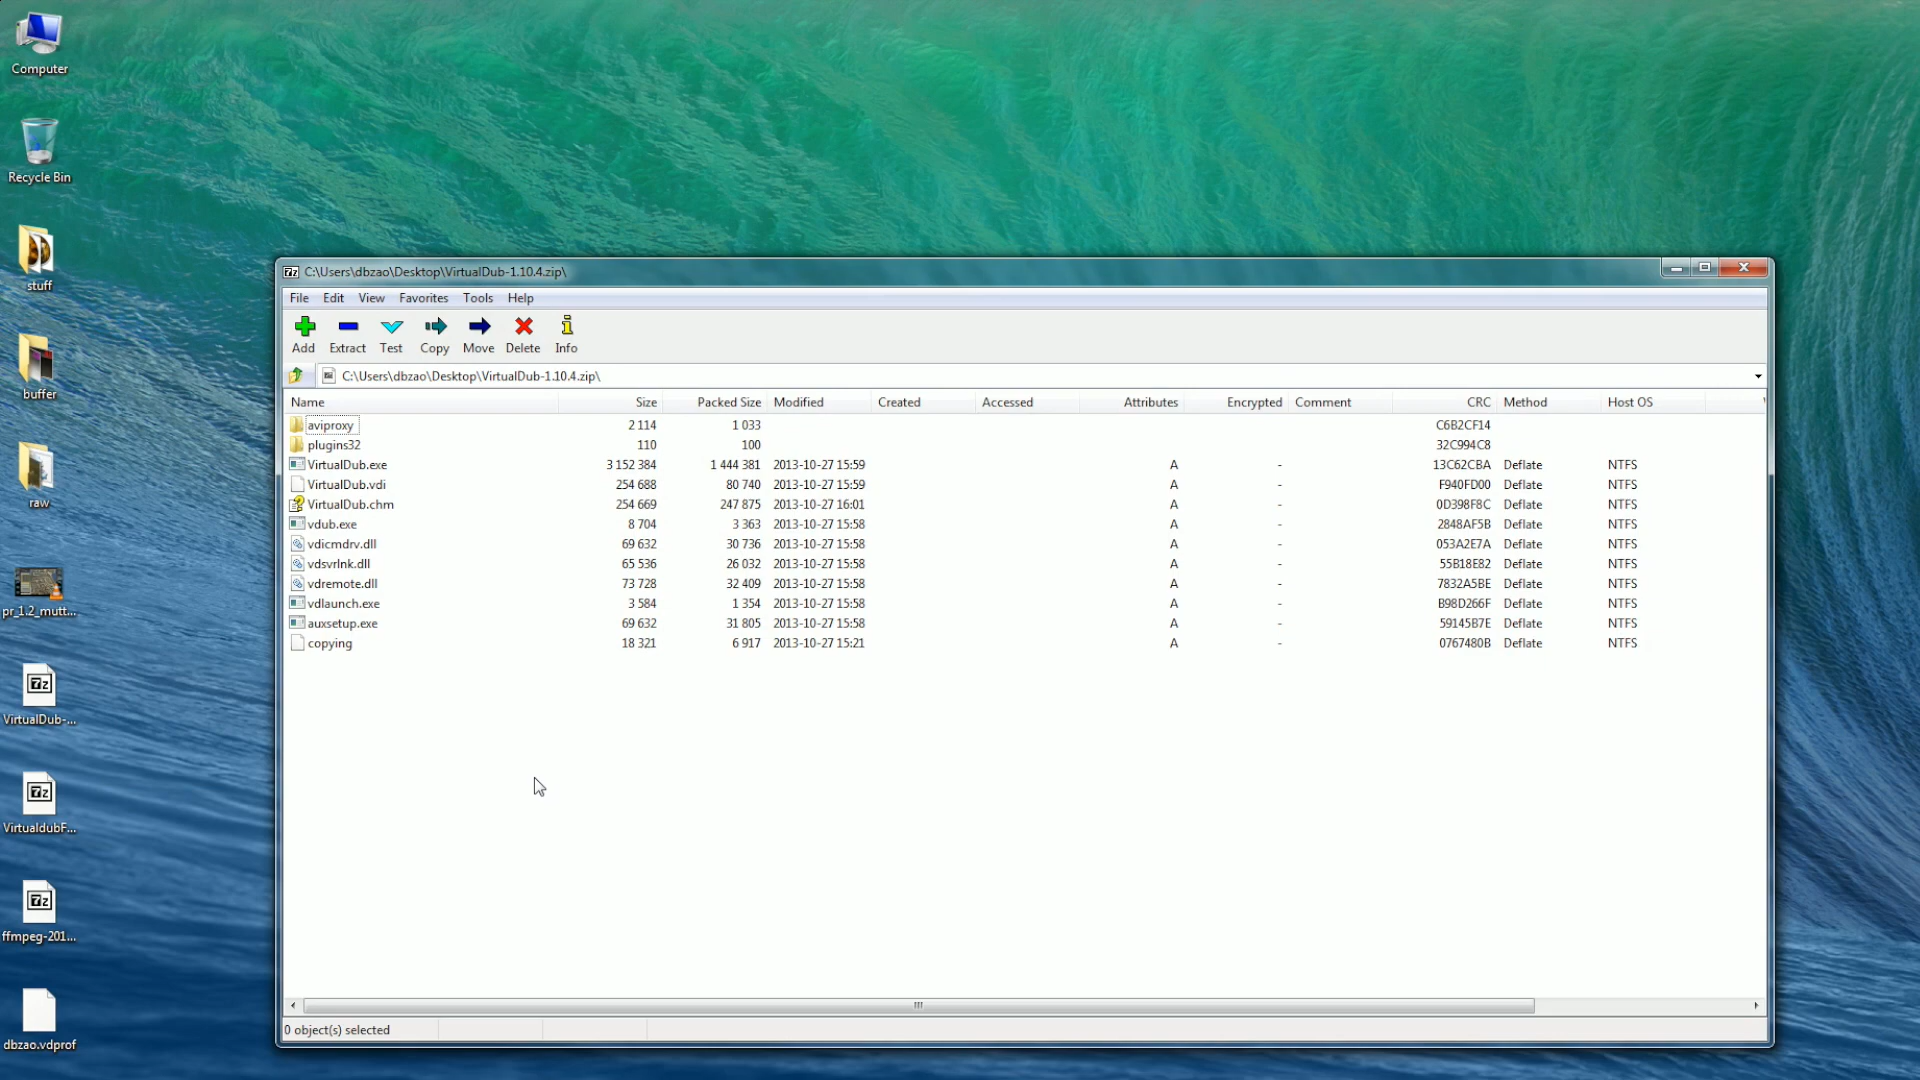 Computer
Recycle Bin
stuff
buffer
raw
pr_1.2_mutt...
VirtualDub-...
VirtualdubF...
ffmpeg-201...
dbzao.vdprof
C:\Users\dbzao\Desktop\VirtualDub-1.10.4.zip\
File Edit View Favorites Tools Help
Add Extract Test Copy Move Delete Info
C:\Users\dbzao\Desktop\VirtualDub-1.10.4.zip\
Name Size Packed Size Modified Created Accessed Attributes Encrypted Comment CRC Method Host OS
aviproxy 2 114 1 033 C6B2CF14
plugins32 110 100 32C994C8
VirtualDub.exe 3 152 384 1 444 381 2013-10-27 15:59 A - 13C62CBA Deflate NTFS
VirtualDub.vdi 254 688 80 740 2013-10-27 15:59 A - F940FD00 Deflate NTFS
VirtualDub.chm 254 669 247 875 2013-10-27 16:01 A - 0D398F8C Deflate NTFS
vdub.exe 8 704 3 363 2013-10-27 15:58 A - 2848AF5B Deflate NTFS
vdicmdrv.dll 69 632 30 736 2013-10-27 15:58 A - 053A2E7A Deflate NTFS
vdsvrlnk.dll 65 536 26 032 2013-10-27 15:58 A - 55B18E82 Deflate NTFS
vdremote.dll 73 728 32 409 2013-10-27 15:58 A - 7832A5BE Deflate NTFS
vdlaunch.exe 3 584 1 354 2013-10-27 15:58 A - B98D266F Deflate NTFS
auxsetup.exe 69 632 31 805 2013-10-27 15:58 A - 59145B7E Deflate NTFS
copying 18 321 6 917 2013-10-27 15:21 A - 0767480B Deflate NTFS
0 object(s) selected